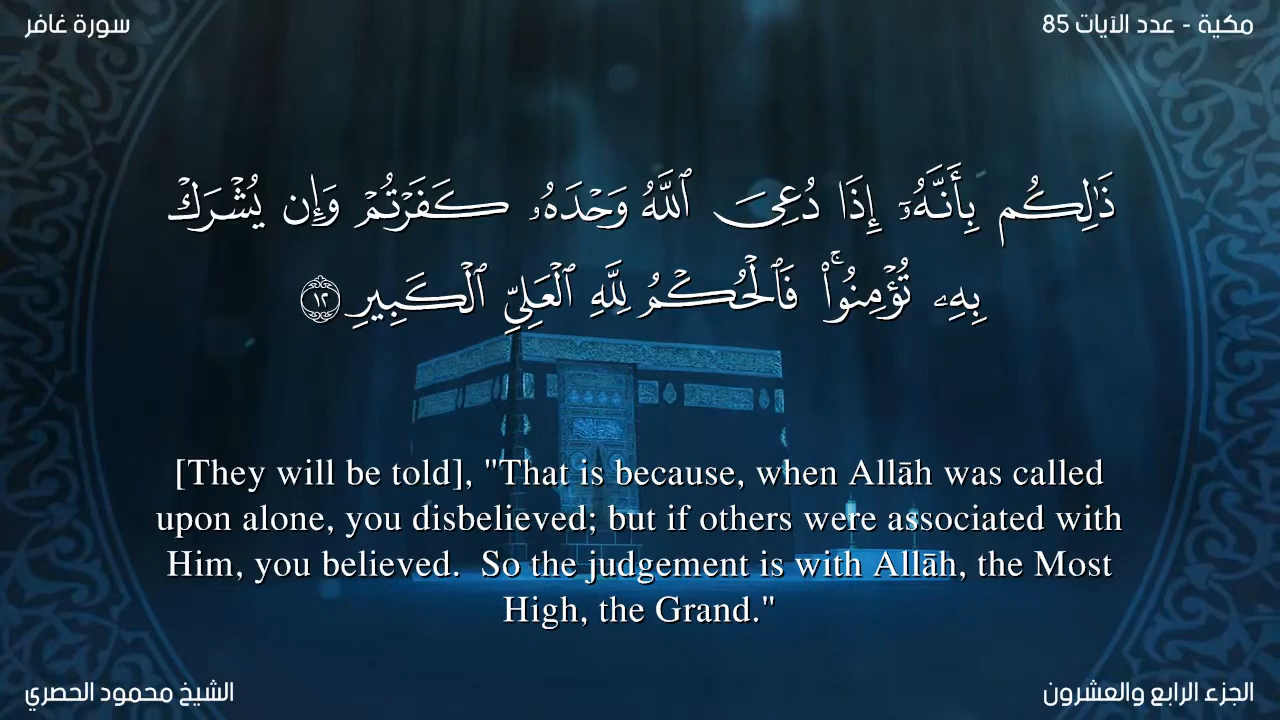 سورة غافر
مكية - عدد الآيات 85
ذَٰلِكُم بِأَنَّهُۥٓ إِذَا دُعِىَ ٱللَّهُ وَحْدَهُۥ كَفَرْتُمْ وَإِن يُشْرَكْ
بِهِۦ تُؤْمِنُوا۟ ۚ فَٱلْحُكْمُ لِلَّهِ ٱلْعَلِىِّ ٱلْكَبِيرِ ١٢
[They will be told], "That is because, when Allāh was called
upon alone, you disbelieved; but if others were associated with
Him, you believed.  So the judgement is with Allāh, the Most
High, the Grand."
الشيخ محمود الحصري
الجزء الرابع والعشرون